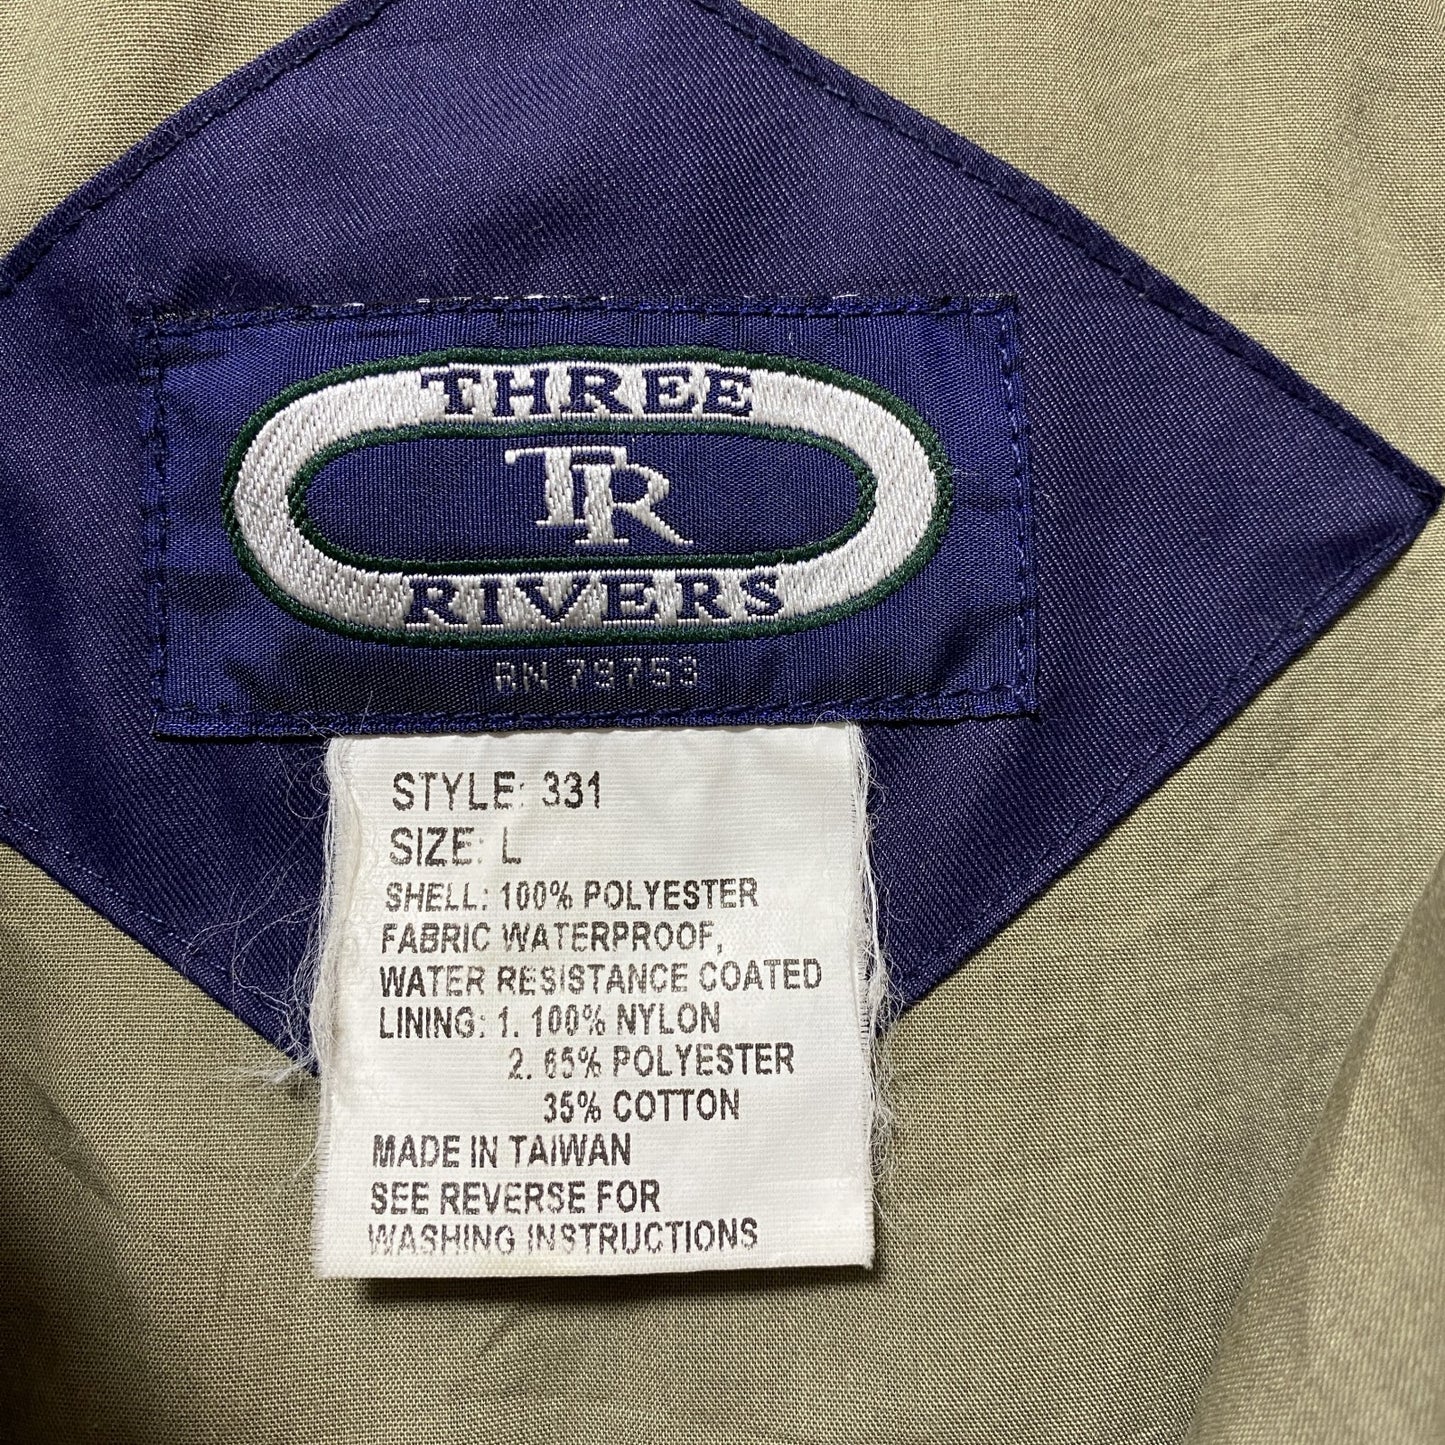 THREE
TR
RIVERS
RN 79753
STYLE: 331
SIZE: L
SHELL: 100% POLYESTER
FABRIC WATERPROOF,
WATER RESISTANCE COATED
LINING: 1. 100% NYLON
2. 65% POLYESTER
35% COTTON
MADE IN TAIWAN
SEE REVERSE FOR
WASHING INSTRUCTIONS